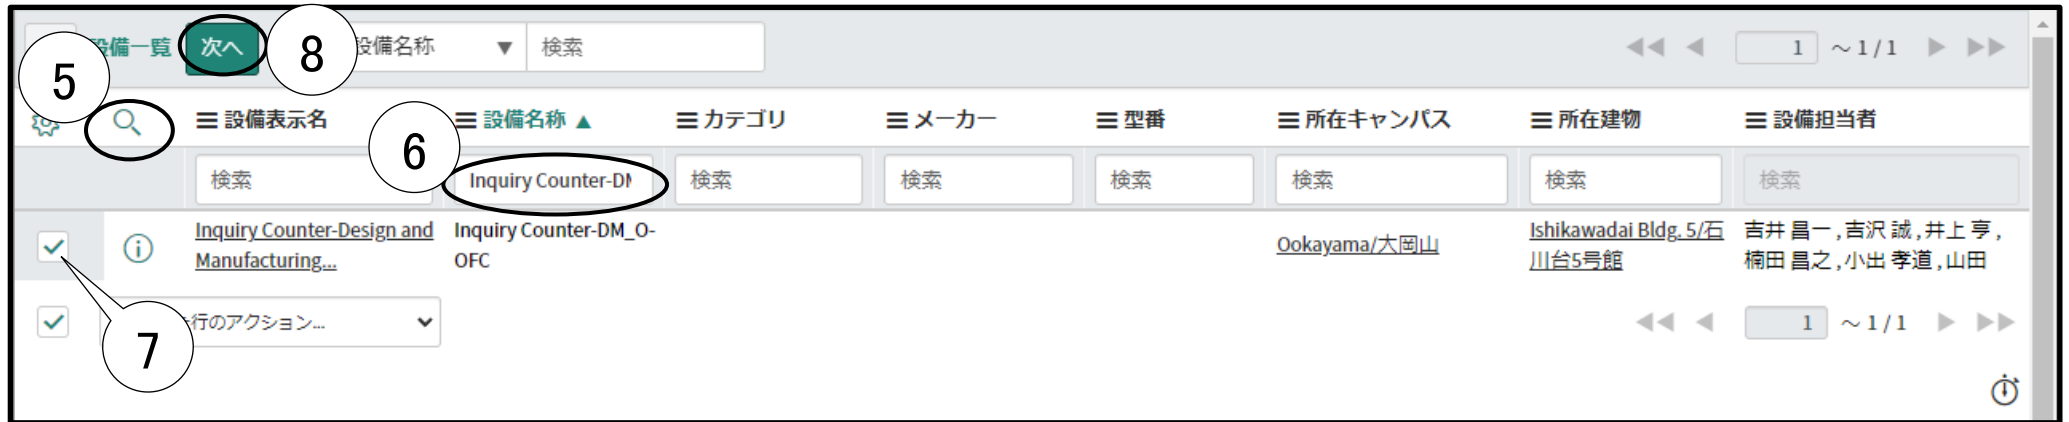 設備一覧 次へ 8 設備名称 ▼ 検索 1 ～1/1
5
設備表示名 設備名称 ▲ カテゴリ メーカー 型番 所在キャンパス 所在建物 設備担当者
6
検索 Inquiry Counter-DM 検索 検索 検索 検索 検索 検索
Inquiry Counter-Design and Inquiry Counter-DM_O- Ishikawadai Bldg. 5/石 吉井 昌一 , 吉沢 誠 , 井上 亨 ,
Manufacturing... OFC Ookayama/大岡山 川台5号館 楠田 昌之 , 小出 孝道 , 山田
行のアクション... 1 ～1/1
7